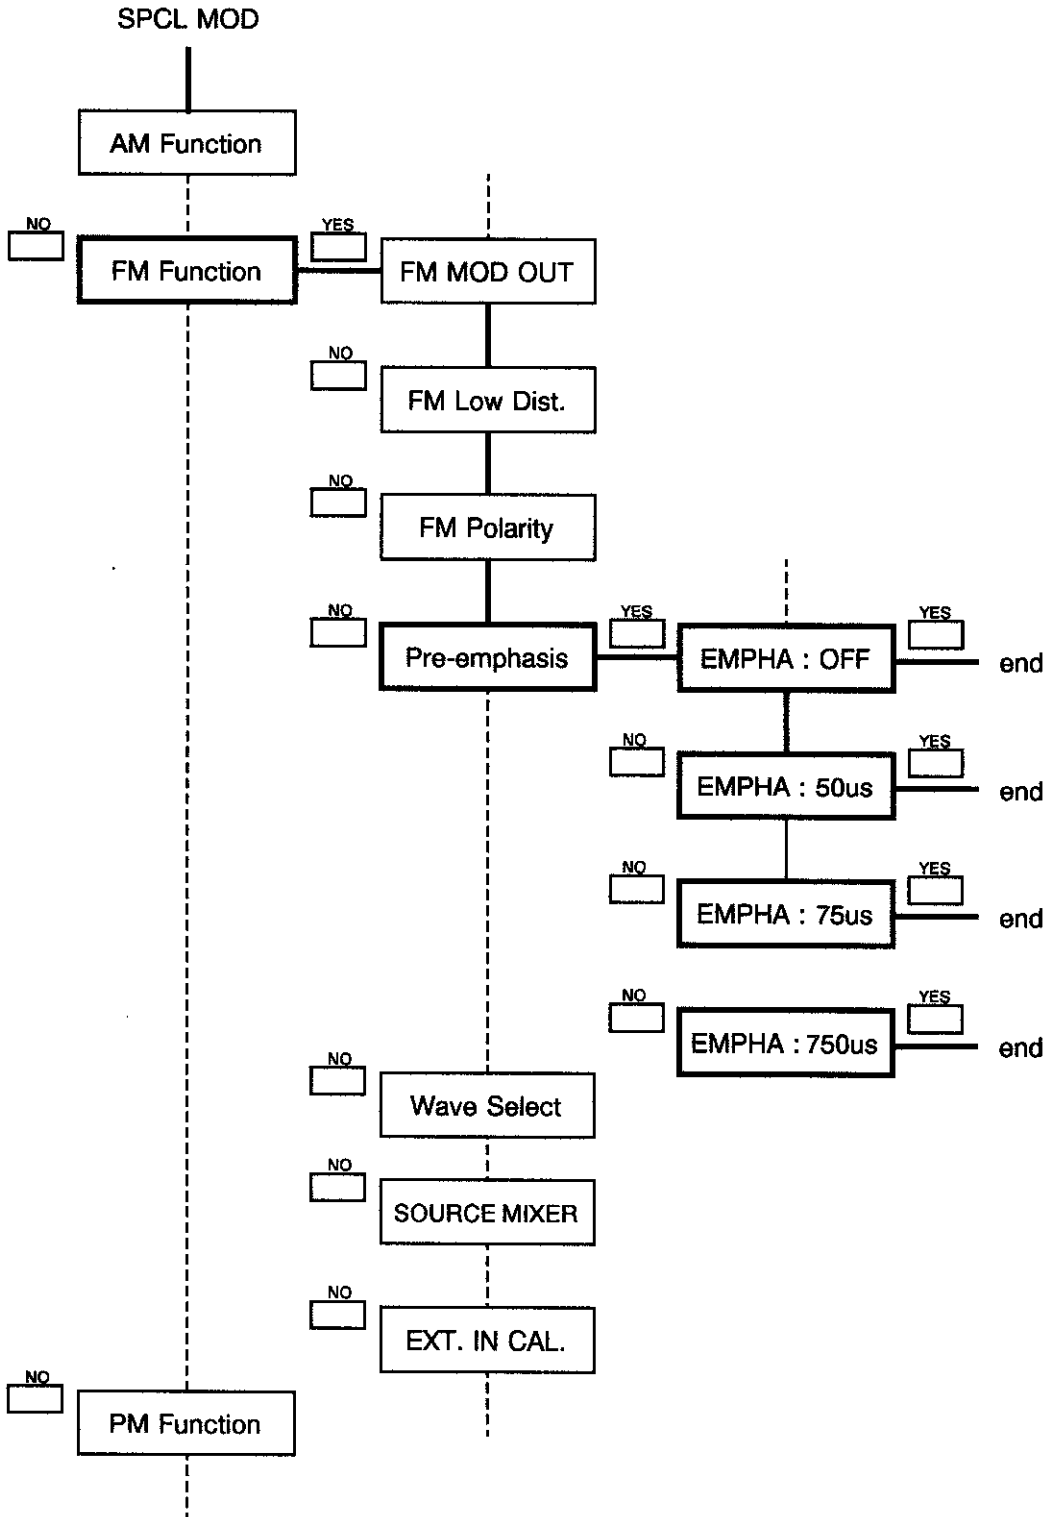 SPCL MOD
AM Function
NO
YES
FM Function
FM MOD OUT
NO
FM Low Dist.
NO
FM Polarity
NO
YES
YES
Pre-emphasis
EMPHA : OFF
end
NO
YES
EMPHA : 50us
end
NO
YES
EMPHA : 75us
end
NO
YES
EMPHA : 750us
end
NO
Wave Select
NO
SOURCE MIXER
NO
EXT. IN CAL.
NO
PM Function